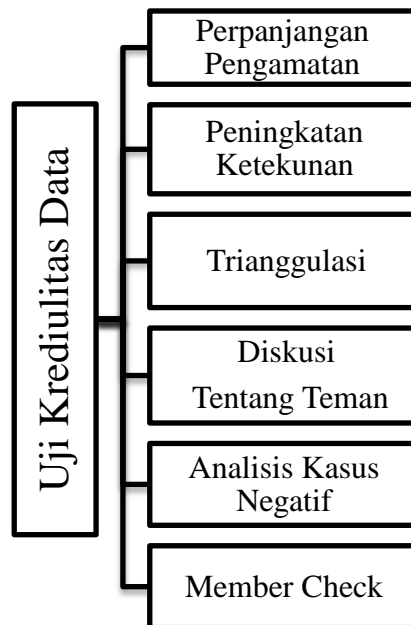 Uji Krediulitas Data
Perpanjangan
Pengamatan
Peningkatan
Ketekunan
Trianggulasi
Diskusi
Tentang Teman
Analisis Kasus
Negatif
Member Check